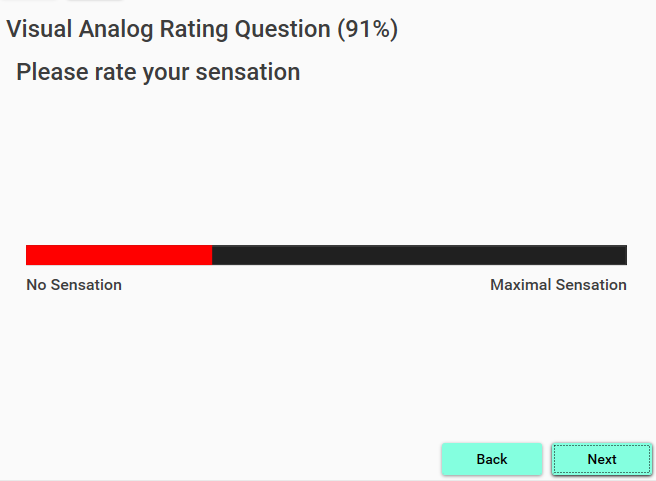 Visual Analog Rating Question (91%)
Please rate your sensation
No Sensation
Maximal Sensation
Back
Next